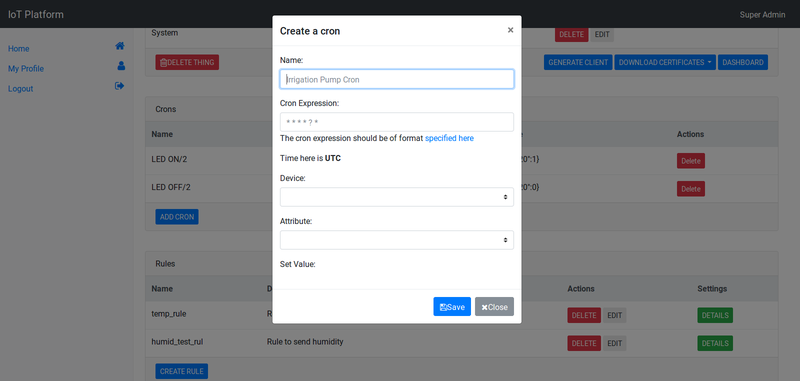 IoT Platform
Super Admin
Home
My Profile
Logout
System
DELETE EDIT
DELETE THING
GENERATE CLIENT DOWNLOAD CERTIFICATES DASHBOARD
Crons
Name Actions
LED ON/2 20":1} Delete
LED OFF/2 20":0} Delete
ADD CRON
Rules
Name Actions Settings
temp_rule DELETE EDIT DETAILS
humid_test_rul Rule to send humidity DELETE EDIT DETAILS
CREATE RULE
Create a cron ×
Name:
Irrigation Pump Cron
Cron Expression:
* * * * ? *
The cron expression should be of format specified here
Time here is UTC
Device:
Attribute:
Set Value:
Save Close